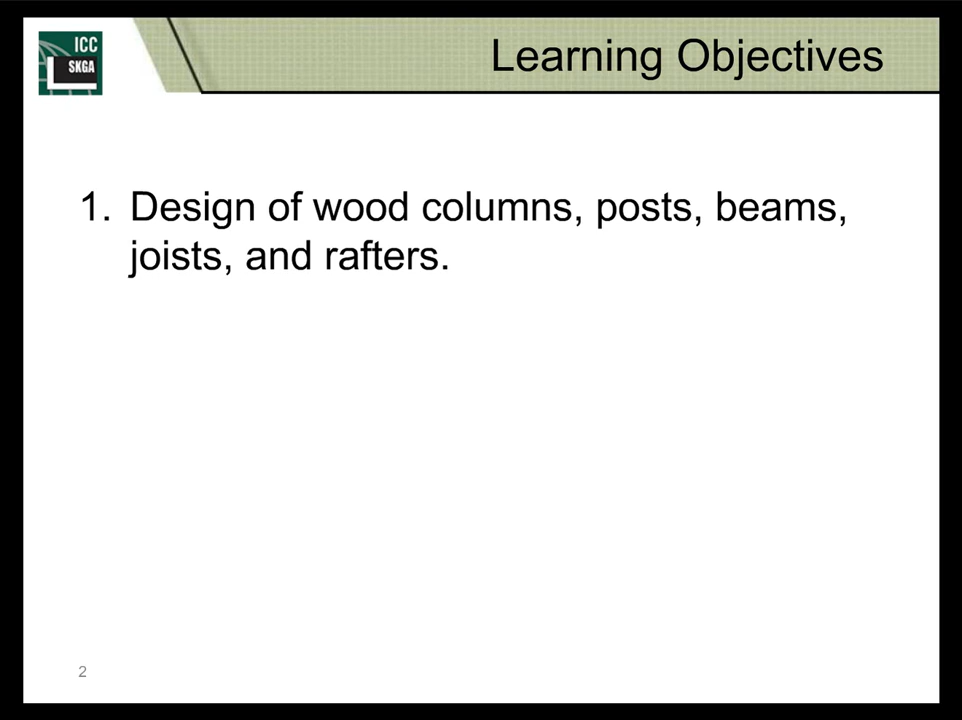 ICC
SKGA
Learning Objectives
1. Design of wood columns, posts, beams,
joists, and rafters.
2